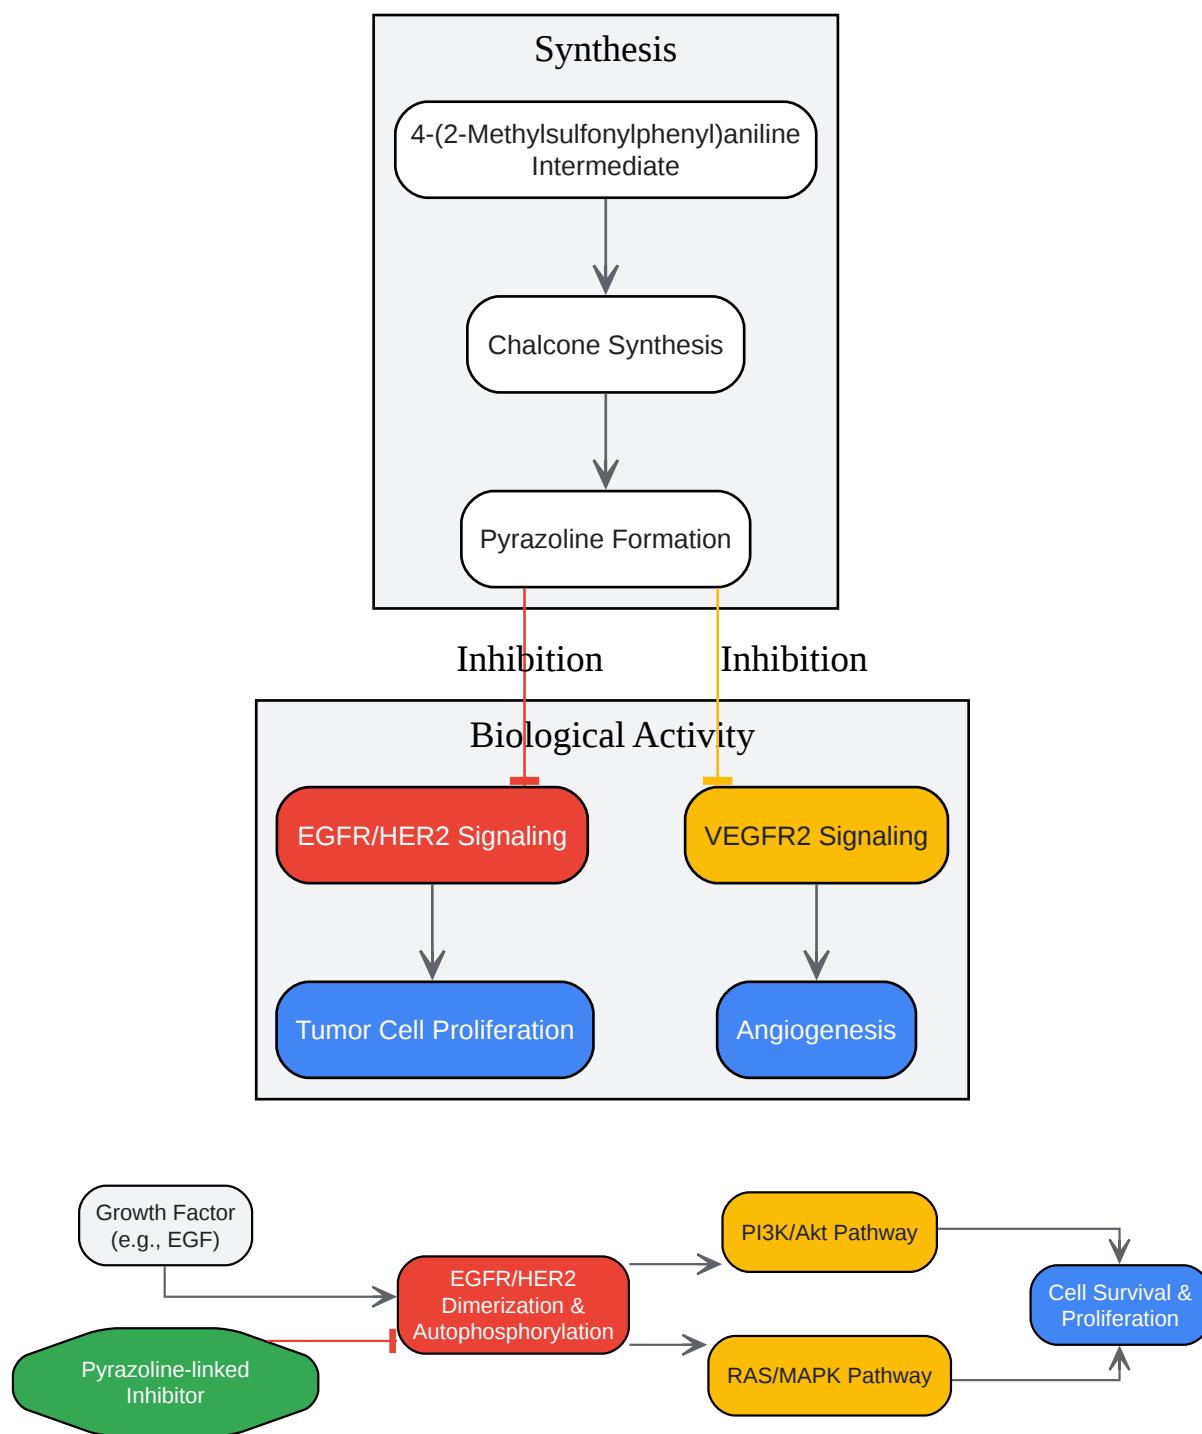 Synthesis
4-(2-Methylsulfonylphenyl)aniline
Intermediate
Chalcone Synthesis
Pyrazoline Formation
Inhibition
Inhibition
Biological Activity
EGFR/HER2 Signaling
VEGFR2 Signaling
Tumor Cell Proliferation
Angiogenesis
Growth Factor
(e.g., EGF)
Pyrazoline-linked
Inhibitor
EGFR/HER2
Dimerization &
Autophosphorylation
PI3K/Akt Pathway
RAS/MAPK Pathway
Cell Survival &
Proliferation